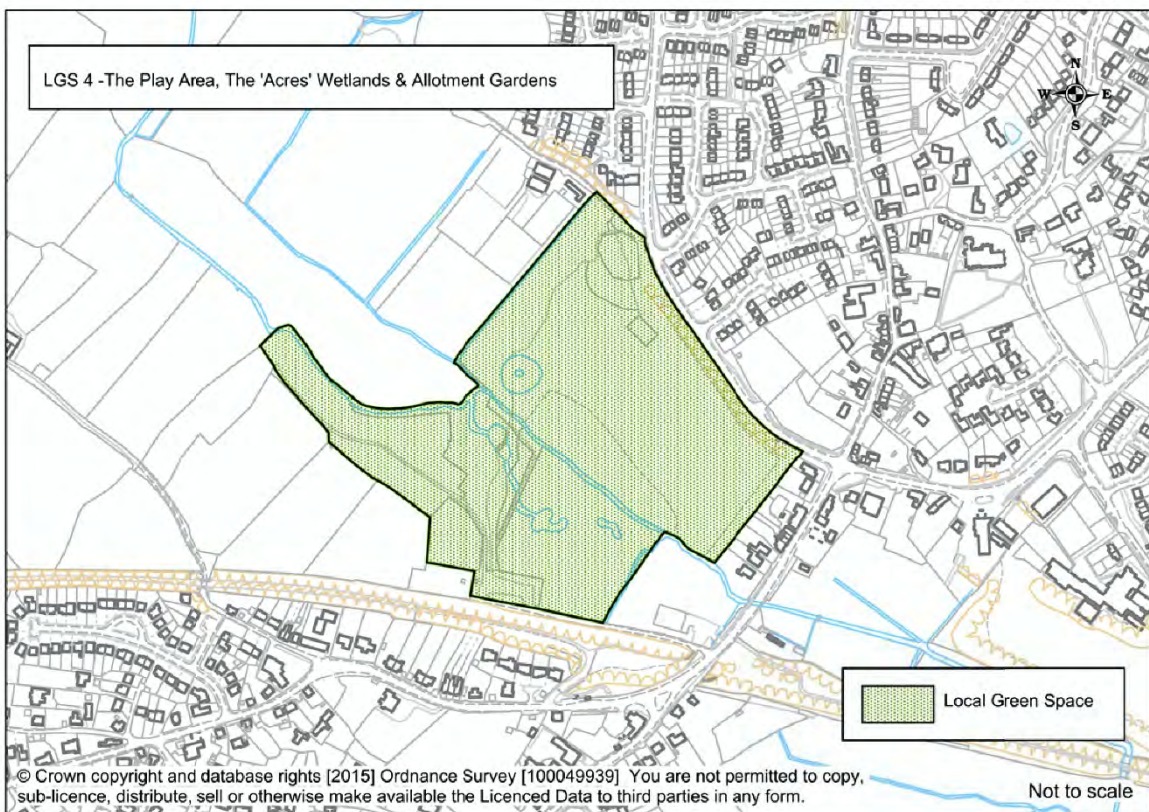 LGS 4 -The Play Area, The 'Acres' Wetlands & Allotment Gardens
N
W E
S
Local Green Space
© Crown copyright and database rights [2015] Ordnance Survey [100049939] You are not permitted to copy,
sub-licence, distribute, sell or otherwise make available the Licenced Data to third parties in any form.
Not to scale